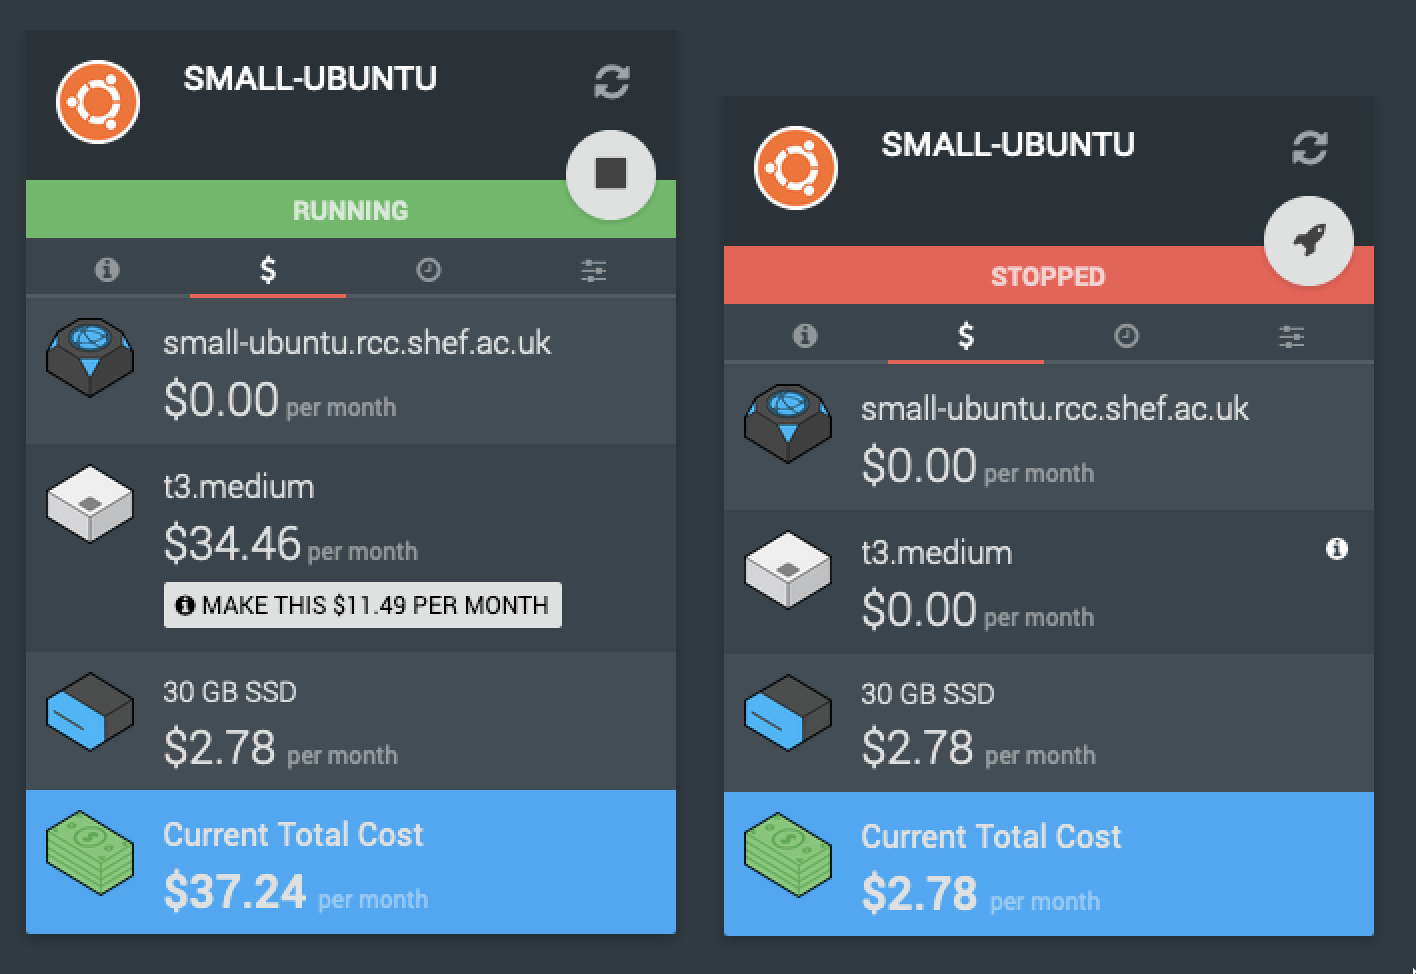 SMALL-UBUNTU
RUNNING
$
small-ubuntu.rcc.shef.ac.uk
$0.00 per month
t3.medium
$34.46 per month
MAKE THIS $11.49 PER MONTH
30 GB SSD
$2.78 per month
Current Total Cost
$37.24 per month
SMALL-UBUNTU
STOPPED
$
small-ubuntu.rcc.shef.ac.uk
$0.00 per month
t3.medium
$0.00 per month
30 GB SSD
$2.78 per month
Current Total Cost
$2.78 per month